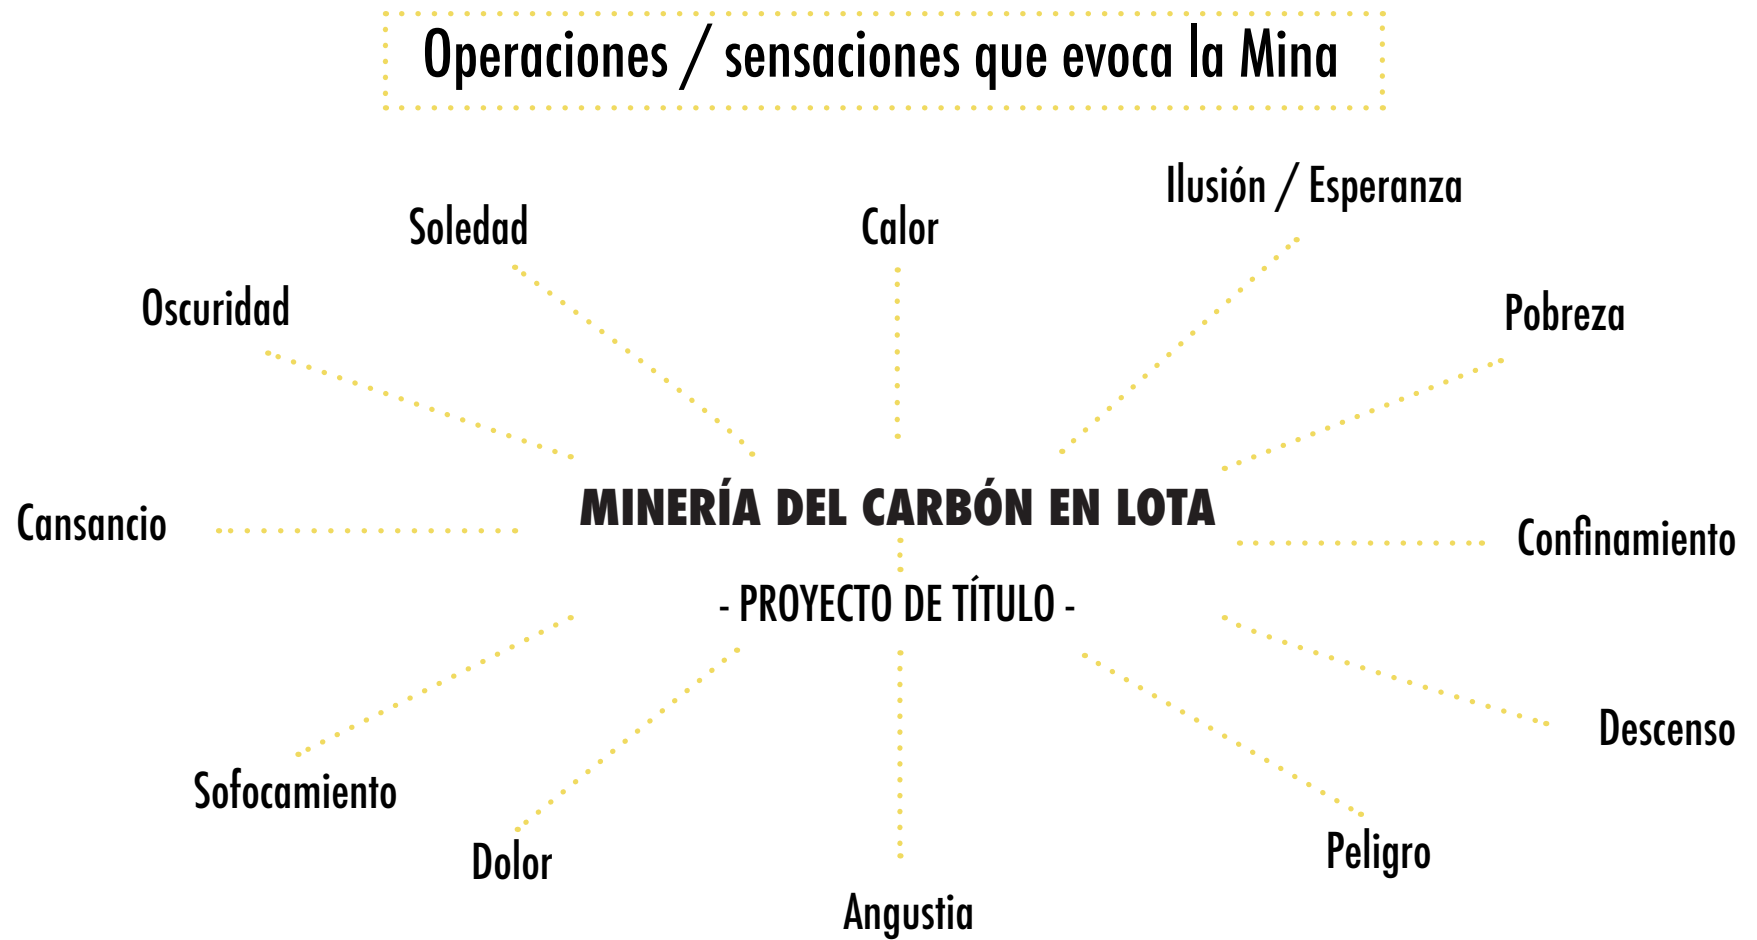 Operaciones / sensaciones que evoca la Mina
Ilusión / Esperanza
Soledad
Calor
Oscuridad
Pobreza
MINERÍA DEL CARBÓN EN LOTA
Cansancio
Confinamiento
- PROYECTO DE TÍTULO -
Descenso
Sofocamiento
Dolor
Peligro
Angustia